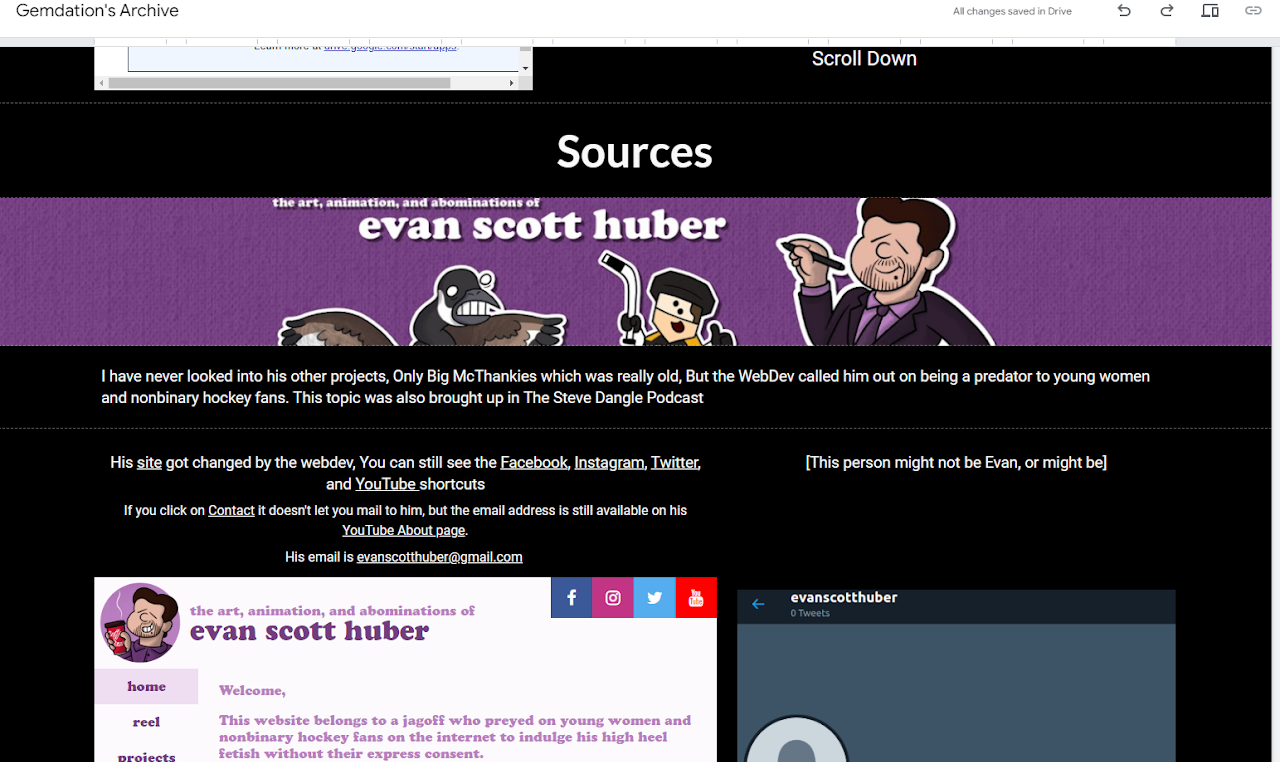 Gemdation's Archive
All changes saved in Drive
Learn more at drive.google.com/start/apps.
Scroll Down
Sources
the art, animation, and abominations of
evan scott huber
I have never looked into his other projects, Only Big McThankies which was really old, But the WebDev called him out on being a predator to young women
and nonbinary hockey fans. This topic was also brought up in The Steve Dangle Podcast
His site got changed by the webdev, You can still see the Facebook, Instagram, Twitter,
and YouTube shortcuts
[This person might not be Evan, or might be]
If you click on Contact it doesn't let you mail to him, but the email address is still available on his
YouTube About page.
His email is evanscotthuber@gmail.com
the art, animation, and abominations of
evan scott huber
You Tube
evanscotthuber
0 Tweets
home
Welcome,
reel
This website belongs to a jagoff who preyed on young women and
nonbinary hockey fans on the internet to indulge his high heel
projects
fetish without their express consent.